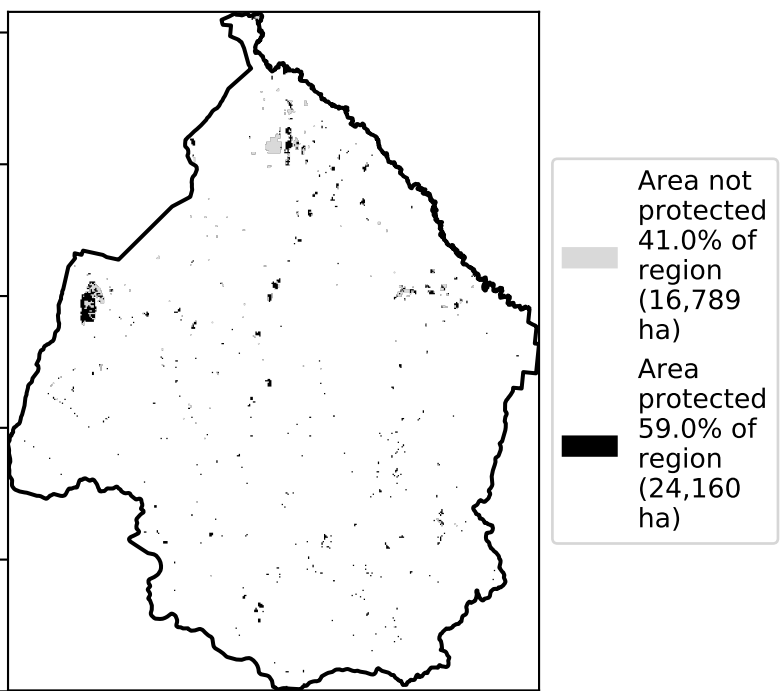 Area not
protected
41.0% of
region
(16,789
ha)
Area
protected
59.0% of
region
(24,160
ha)